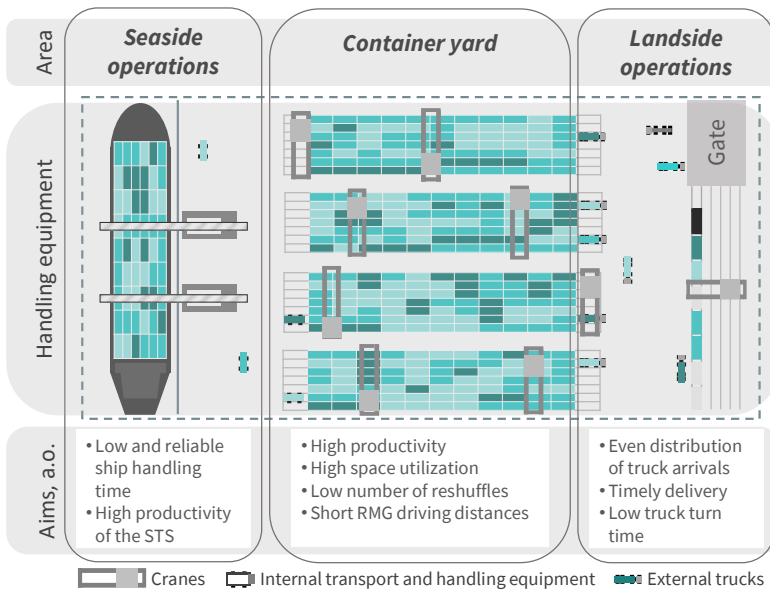 Area
Seaside
operations
Container yard
Landside
operations
Handling equipment
Gate
Aims, a.o.
• Low and reliable
ship handling
time
• High productivity
of the STS
• High productivity
• High space utilization
• Low number of reshuffles
• Short RMG driving distances
• Even distribution
of truck arrivals
• Timely delivery
• Low truck turn
time
Cranes
Internal transport and handling equipment
External trucks